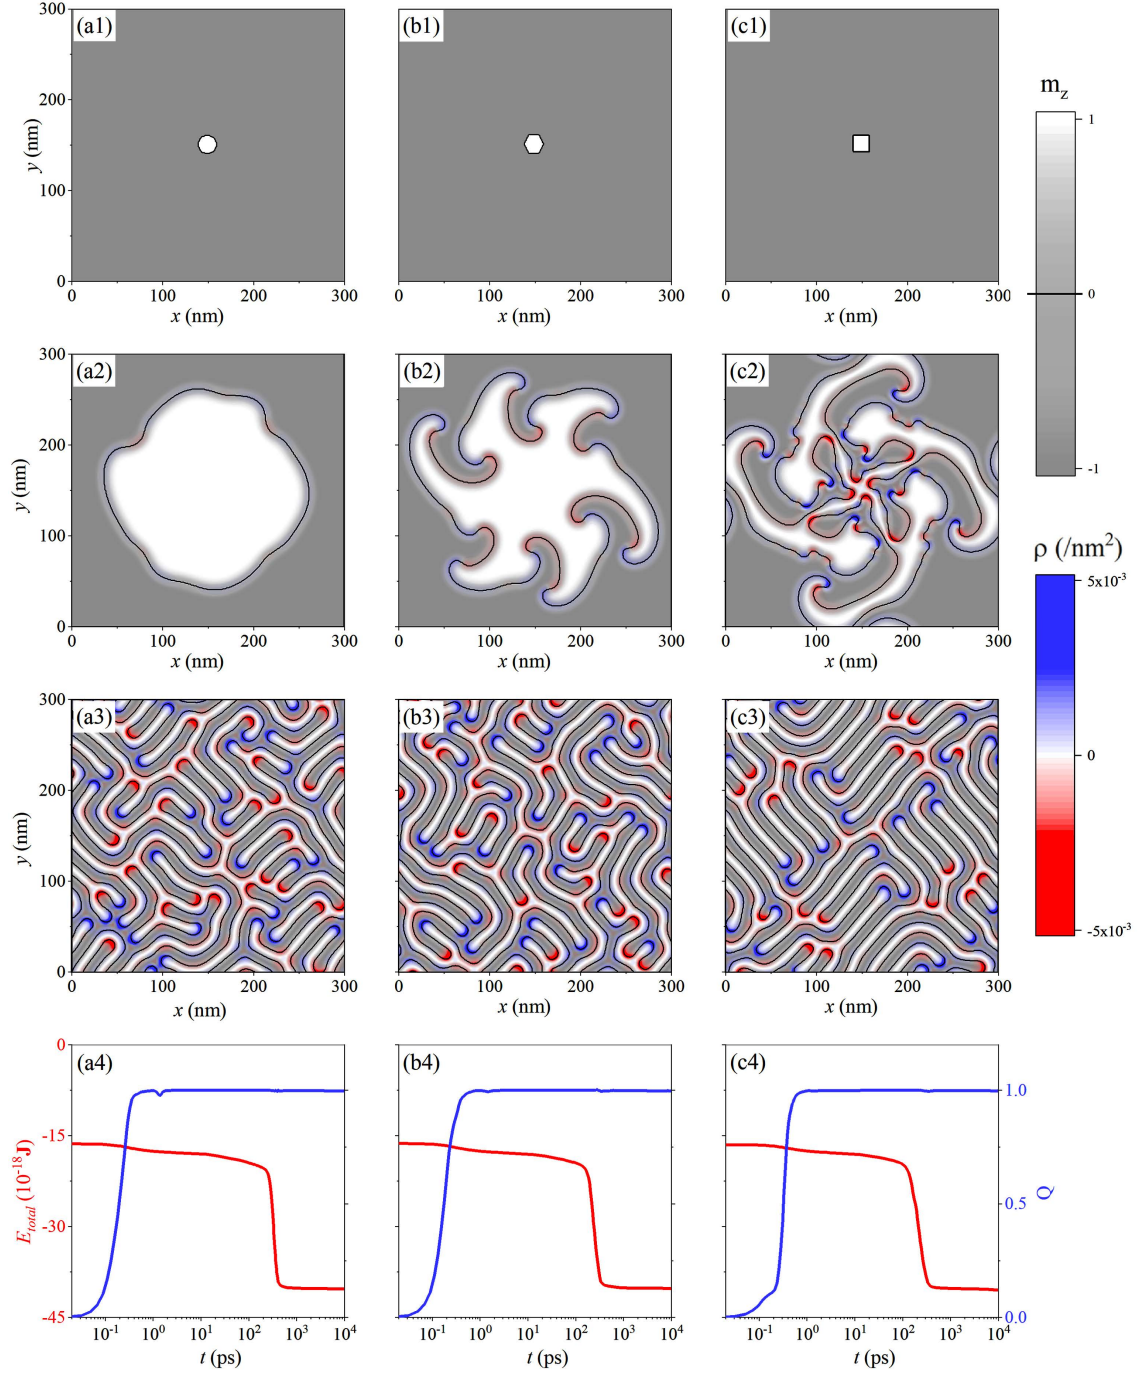 (a1) (b1) (c1)
300
200
100
0
y (nm)
0 100 200 300
x (nm)
0 100 200 300
x (nm)
0 100 200 300
x (nm)
m_z
1
0
-1
(a2) (b2) (c2)
300
200
100
0
y (nm)
0 100 200 300
x (nm)
0 100 200 300
x (nm)
0 100 200 300
x (nm)
ρ (/nm²)
5x10⁻³
0
-5x10⁻³
(a3) (b3) (c3)
300
200
100
0
y (nm)
0 100 200 300
x (nm)
0 100 200 300
x (nm)
0 100 200 300
x (nm)
(a4) (b4) (c4)
0
-15
-30
-45
E_total (10⁻¹⁸J)
1.0
0.5
0.0
Q
10⁻¹ 10⁰ 10¹ 10² 10³ 10⁴
t (ps)
10⁻¹ 10⁰ 10¹ 10² 10³ 10⁴
t (ps)
10⁻¹ 10⁰ 10¹ 10² 10³ 10⁴
t (ps)